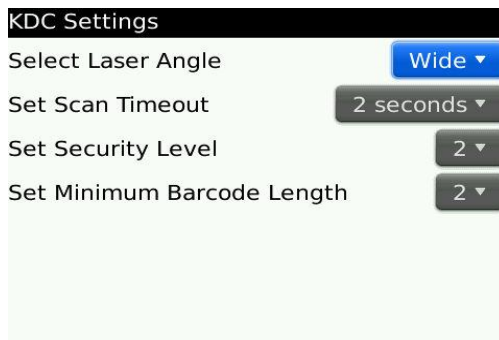 KDC Settings
Select Laser Angle Wide
Set Scan Timeout 2 seconds
Set Security Level 2
Set Minimum Barcode Length 2